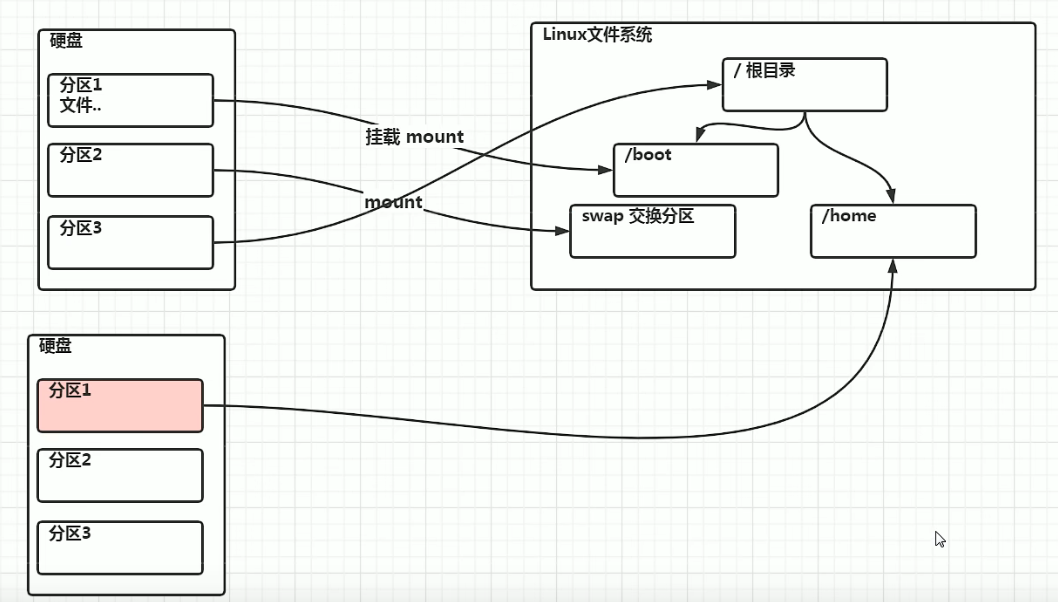 硬盘
分区1
文件..
分区2
分区3
挂载 mount
mount
Linux文件系统
/ 根目录
/boot
swap 交换分区
/home
硬盘
分区1
分区2
分区3